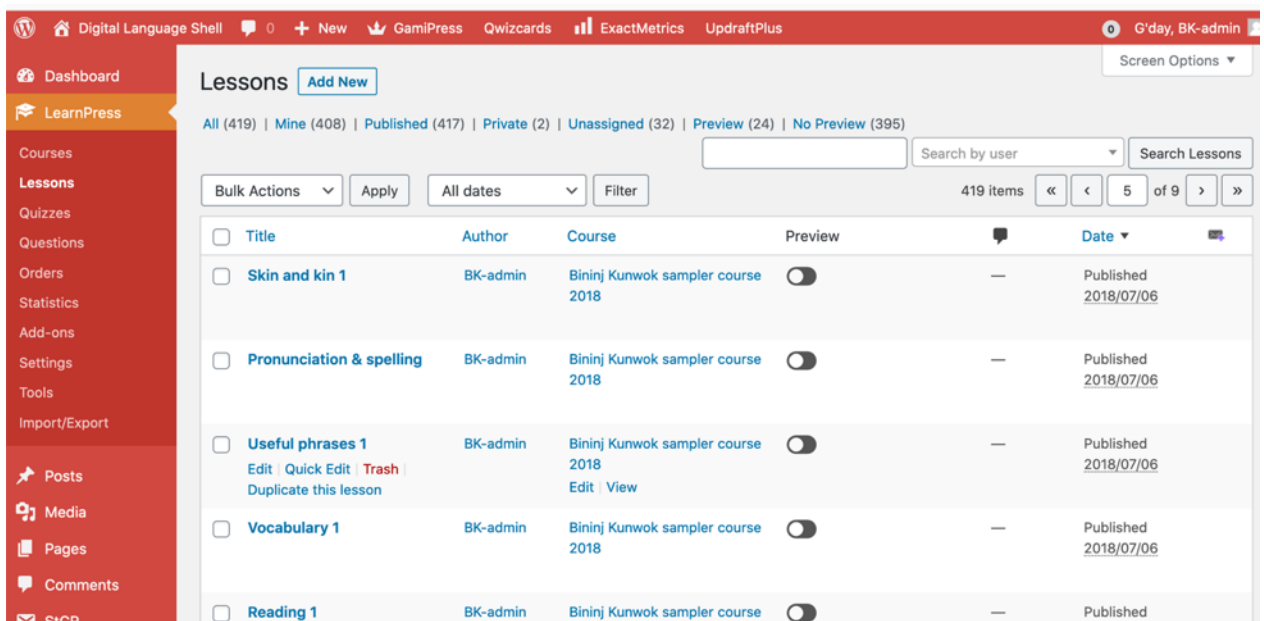 Digital Language Shell 0 + New GamiPress Qwizcards ExactMetrics UpdraftPlus 0 G'day, BK-admin
Screen Options ▼
Dashboard
LearnPress
Courses
Lessons
Quizzes
Questions
Orders
Statistics
Add-ons
Settings
Tools
Import/Export
Posts
Media
Pages
Comments
Lessons Add New
All (419) | Mine (408) | Published (417) | Private (2) | Unassigned (32) | Preview (24) | No Preview (395)
Search by user Search Lessons
Bulk Actions Apply All dates Filter 419 items « ‹ 5 of 9 › »
Title Author Course Preview Date ▼
Skin and kin 1 BK-admin Bininj Kunwok sampler course — Published
2018 2018/07/06
Pronunciation & spelling BK-admin Bininj Kunwok sampler course — Published
2018 2018/07/06
Useful phrases 1 BK-admin Bininj Kunwok sampler course — Published
Edit | Quick Edit | Trash | 2018 2018/07/06
Duplicate this lesson Edit | View
Vocabulary 1 BK-admin Bininj Kunwok sampler course — Published
2018 2018/07/06
Reading 1 BK-admin Bininj Kunwok sampler course — Published